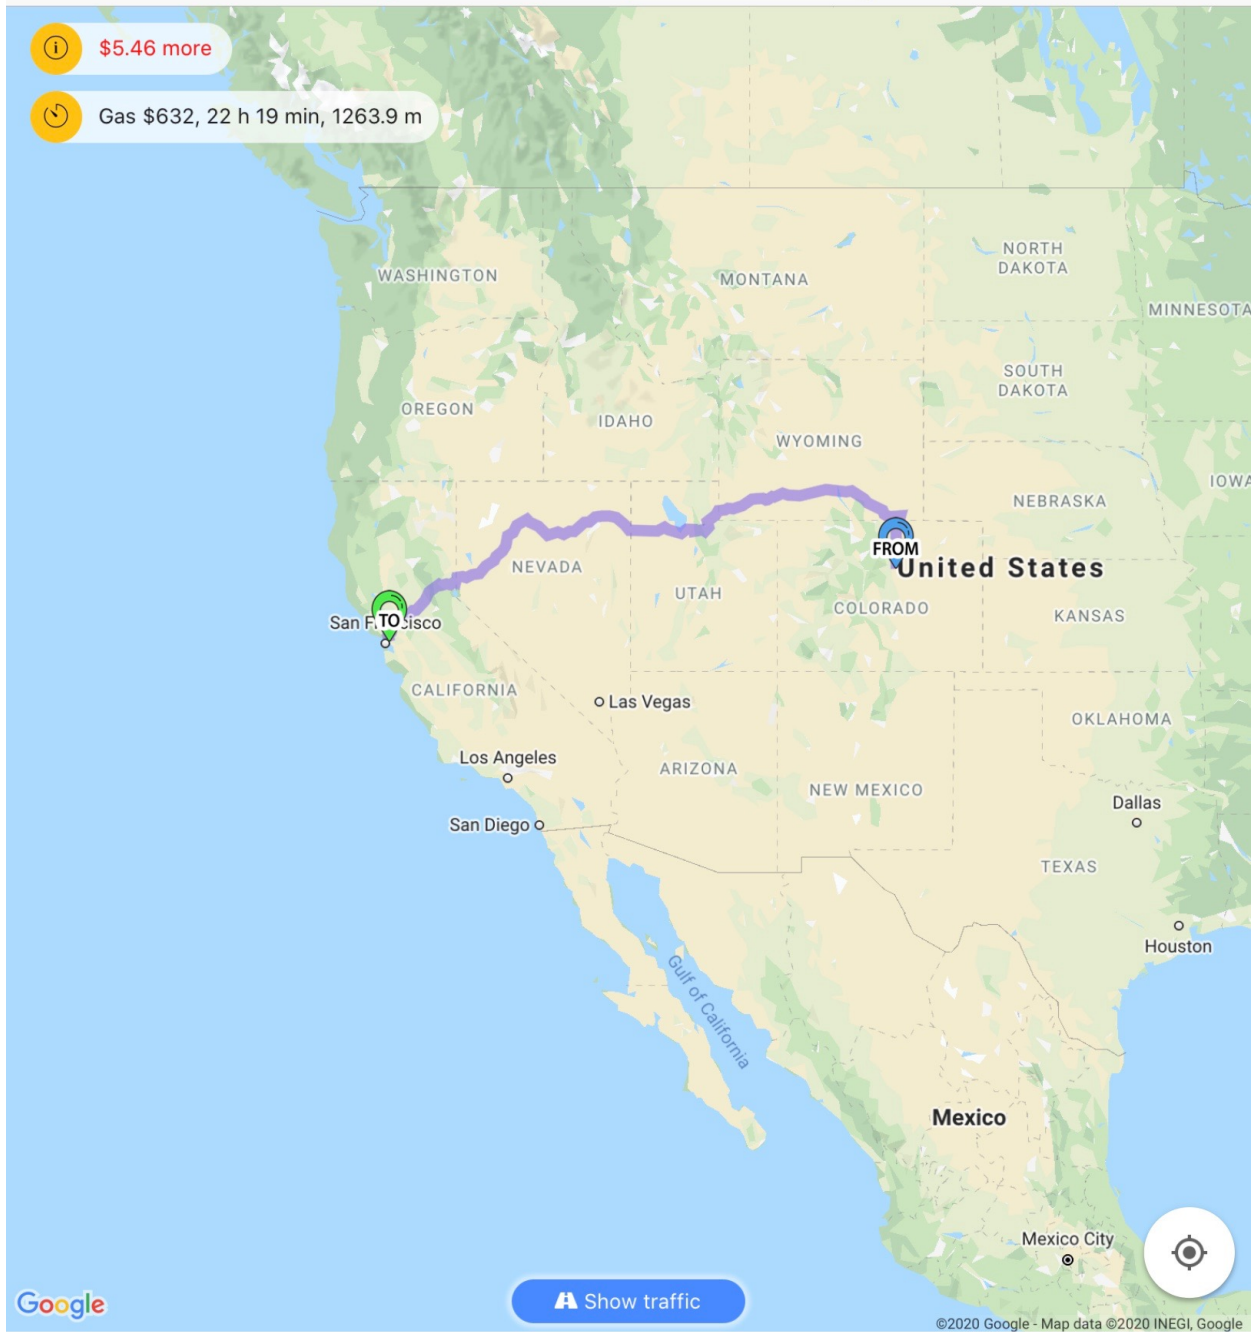 $5.46 more
Gas $632, 22 h 19 min, 1263.9 m
NORTH
DAKOTA
WASHINGTON
MONTANA
MINNESOTA
SOUTH
DAKOTA
OREGON
IDAHO
WYOMING
IOWA
NEBRASKA
FROM
United States
NEVADA
UTAH
COLORADO
KANSAS
TO
San Francisco
CALIFORNIA
Las Vegas
OKLAHOMA
Los Angeles
ARIZONA
NEW MEXICO
Dallas
San Diego
TEXAS
Houston
Gulf of California
Mexico
Mexico City
Google
Show traffic
©2020 Google - Map data ©2020 INEGI, Google